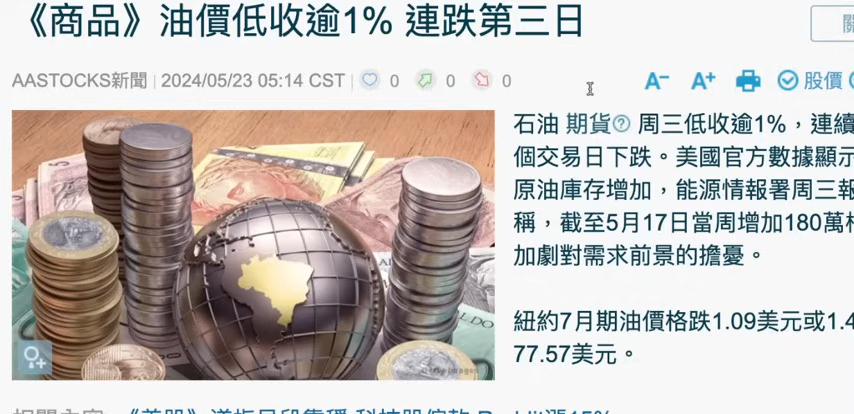 《商品》油價低收逾1% 連跌第三日
AASTOCKS新聞 | 2024/05/23 05:14 CST | 0 0 0
A− A+ 股價
石油 期貨? 周三低收逾1%，連續
個交易日下跌。美國官方數據顯示
原油庫存增加，能源情報署周三報
稱，截至5月17日當周增加180萬桶
加劇對需求前景的擔憂。
紐約7月期油價格跌1.09美元或1.4
77.57美元。